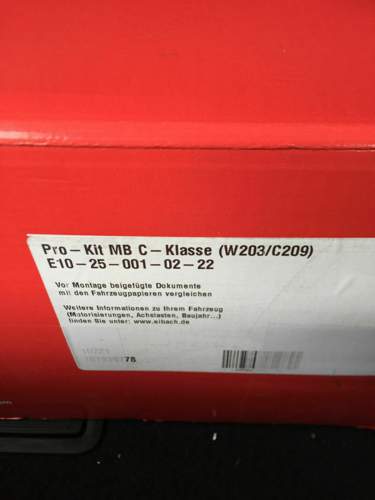 Pro-Kit MB C-Klasse (W203/C209)
E10-25-001-02-22
Vor Montage beigefügte Dokumente
mit den Fahrzeugpapieren vergleichen
Weitere Informationen zu Ihrem Fahrzeug
(Motorisierungen, Achslasten, Baujahr...)
finden Sie unter: www.eibach.de
78